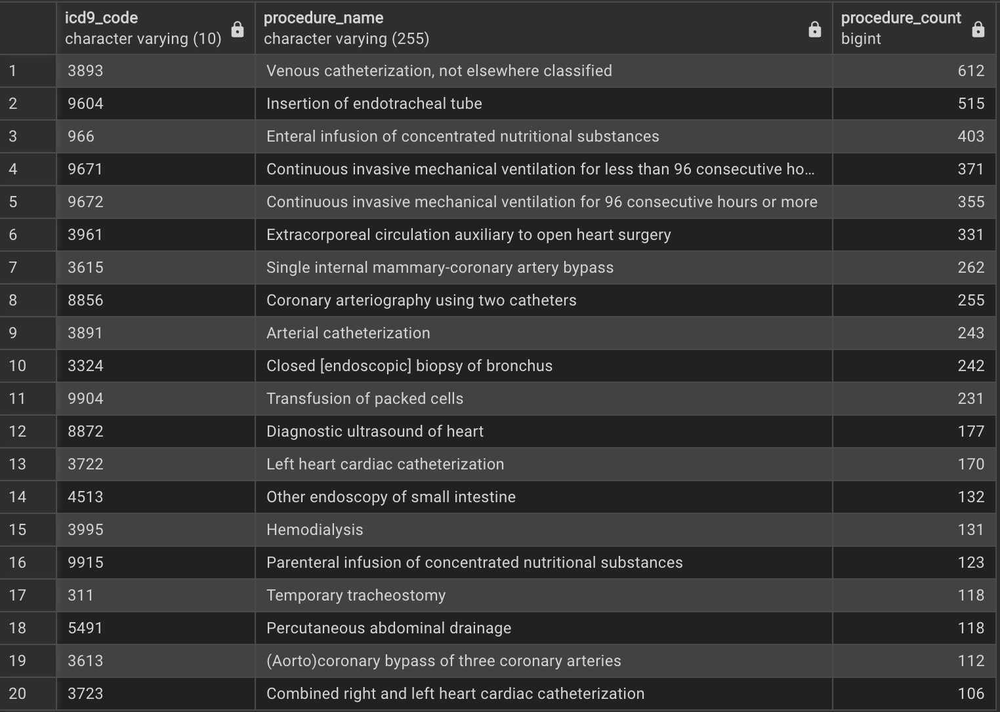 icd9_code procedure_name procedure_count
character varying (10) character varying (255) bigint
1 3893 Venous catheterization, not elsewhere classified 612
2 9604 Insertion of endotracheal tube 515
3 966 Enteral infusion of concentrated nutritional substances 403
4 9671 Continuous invasive mechanical ventilation for less than 96 consecutive ho... 371
5 9672 Continuous invasive mechanical ventilation for 96 consecutive hours or more 355
6 3961 Extracorporeal circulation auxiliary to open heart surgery 331
7 3615 Single internal mammary-coronary artery bypass 262
8 8856 Coronary arteriography using two catheters 255
9 3891 Arterial catheterization 243
10 3324 Closed [endoscopic] biopsy of bronchus 242
11 9904 Transfusion of packed cells 231
12 8872 Diagnostic ultrasound of heart 177
13 3722 Left heart cardiac catheterization 170
14 4513 Other endoscopy of small intestine 132
15 3995 Hemodialysis 131
16 9915 Parenteral infusion of concentrated nutritional substances 123
17 311 Temporary tracheostomy 118
18 5491 Percutaneous abdominal drainage 118
19 3613 (Aorto)coronary bypass of three coronary arteries 112
20 3723 Combined right and left heart cardiac catheterization 106